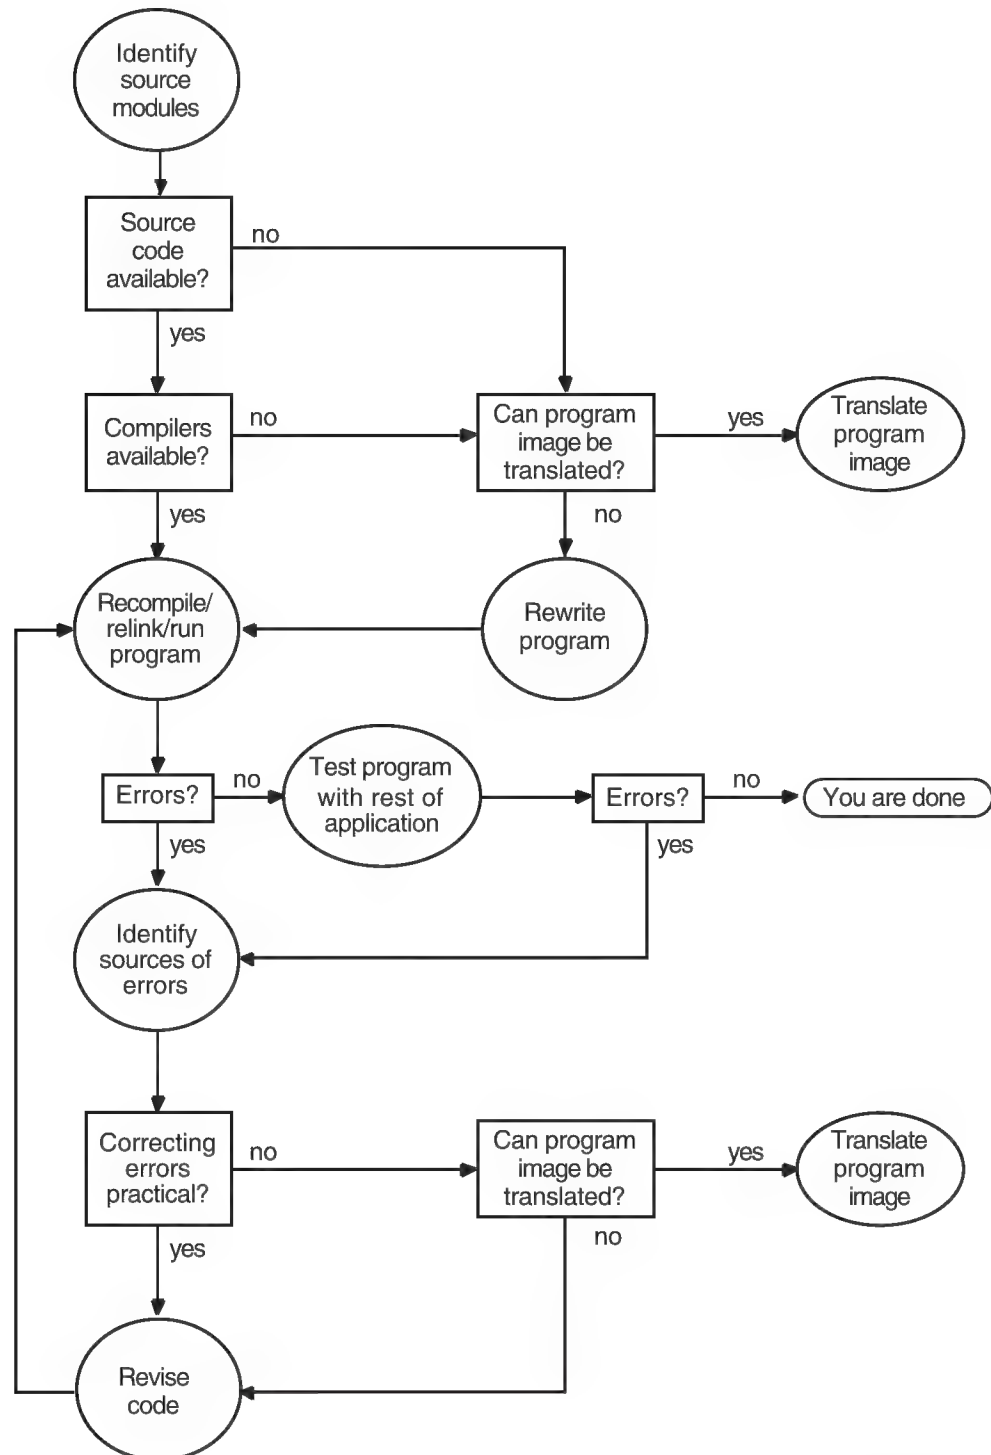 Identify
source
modules
Source
code
available?
no
yes
Compilers
available?
no
Can program
image be
translated?
yes
Translate
program
image
yes
no
Recompile/
relink/run
program
Rewrite
program
Errors?
no
Test program
with rest of
application
Errors?
no
You are done
yes
yes
Identify
sources of
errors
Correcting
errors
practical?
no
Can program
image be
translated?
yes
Translate
program
image
yes
no
Revise
code